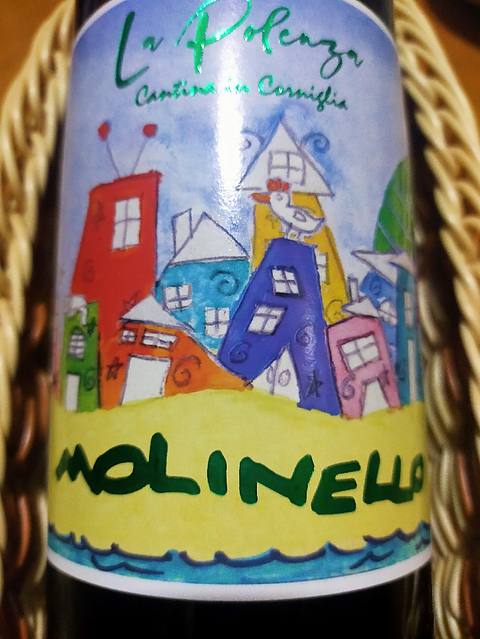 La Polenza
Cantina in Corniglia
MOLINELLO